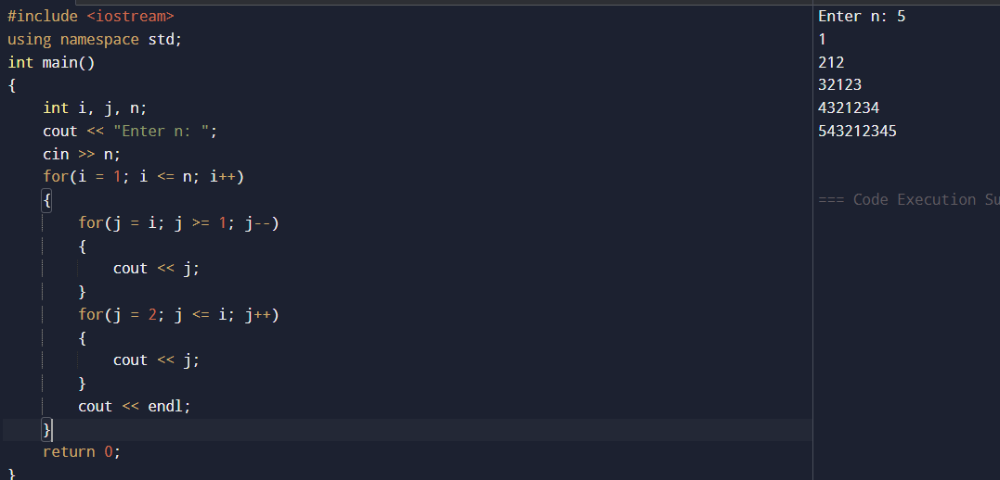 #include <iostream>
using namespace std;
int main()
{
    int i, j, n;
    cout << "Enter n: ";
    cin >> n;
    for(i = 1; i <= n; i++)
    {
        for(j = i; j >= 1; j--)
        {
            cout << j;
        }
        for(j = 2; j <= i; j++)
        {
            cout << j;
        }
        cout << endl;
    }
    return 0;
}
Enter n: 5
1
212
32123
4321234
543212345
=== Code Execution Su